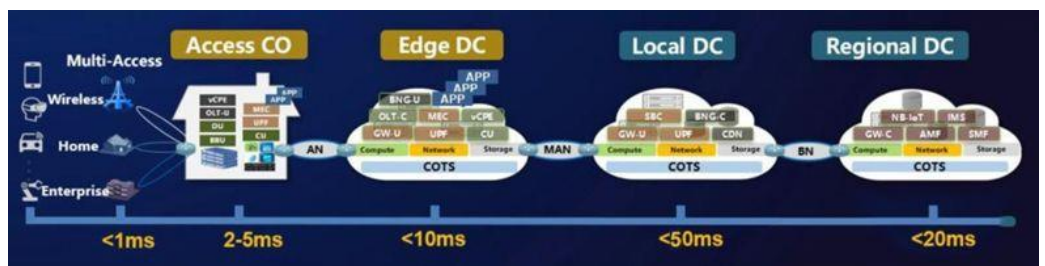 Access CO
Edge DC
Local DC
Regional DC
Multi-Access
Wireless
Home
Enterprise
vCPE
OLT-U
DU
BBU
APP
APP
MEC
UPF
CU
AN
APP
APP
APP
BNG-U
OLT-C MEC vCPE
GW-U UPF CU
Compute Network Storage
COTS
MAN
SBC BNG-C
GW-U UPF CDN
Compute Network Storage
COTS
BN
NB-IoT IMS
GW-C AMF SMF
Compute Network Storage
COTS
<1ms
2-5ms
<10ms
<50ms
<20ms